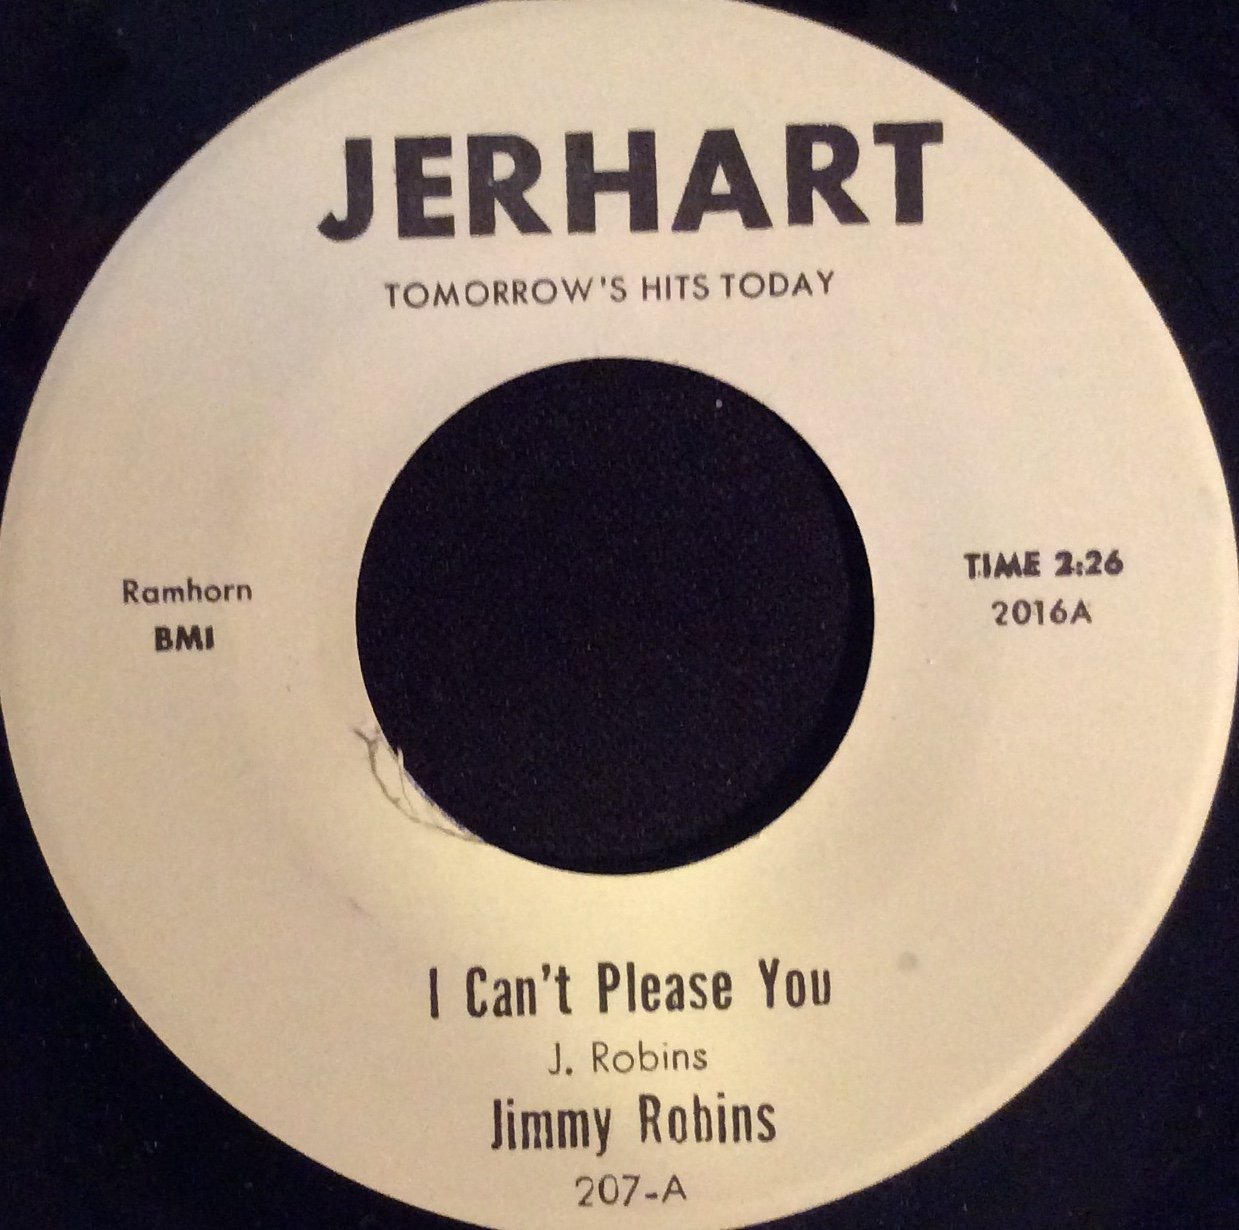 JERHART
TOMORROW'S HITS TODAY
Ramhorn
BMI
TIME 2:26
2016A
I Can't Please You
J. Robins
Jimmy Robins
207-A